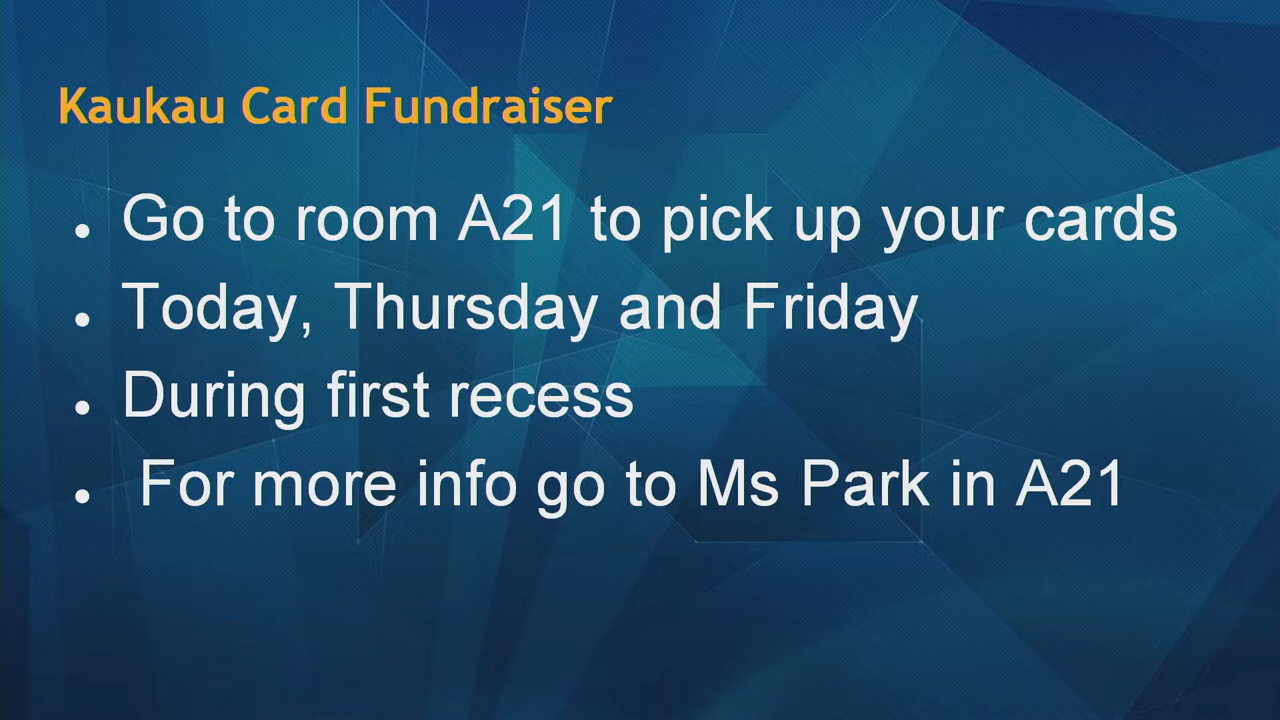 Kaukau Card Fundraiser
• Go to room A21 to pick up your cards
• Today, Thursday and Friday
• During first recess
• For more info go to Ms Park in A21